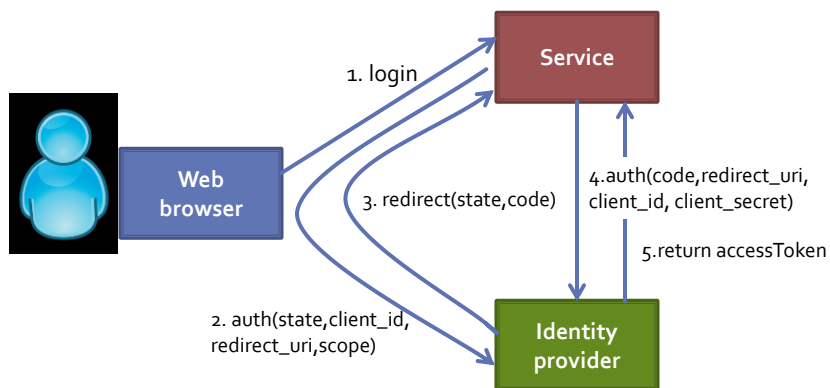 Service
1. login
Web
browser
3. redirect(state,code)
4.auth(code,redirect_uri,
client_id, client_secret)
5.return accessToken
2. auth(state,client_id,
redirect_uri,scope)
Identity
provider